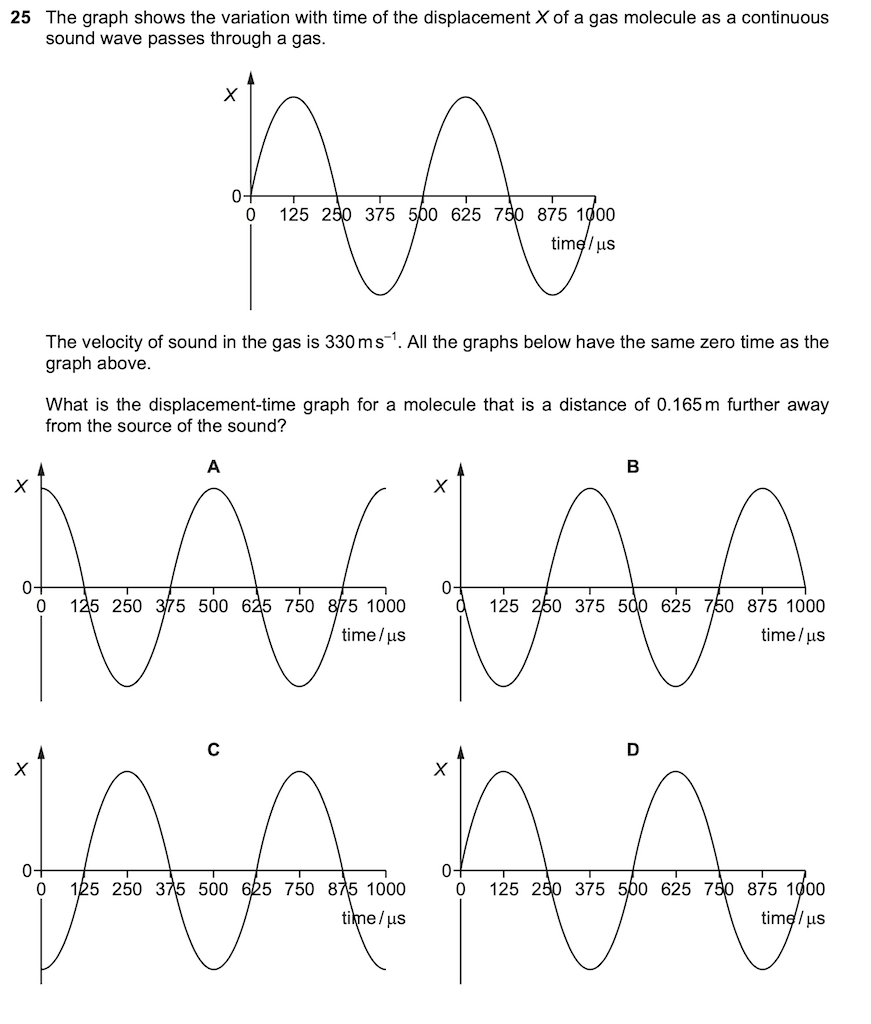 25 The graph shows the variation with time of the displacement X of a gas molecule as a continuous
sound wave passes through a gas.
X
0
0 125 250 375 500 625 750 875 1000
time / μs
The velocity of sound in the gas is 330 m s⁻¹. All the graphs below have the same zero time as the
graph above.
What is the displacement-time graph for a molecule that is a distance of 0.165 m further away
from the source of the sound?
A
X
0
0 125 250 375 500 625 750 875 1000
time / μs
B
X
0
0 125 250 375 500 625 750 875 1000
time / μs
C
X
0
0 125 250 375 500 625 750 875 1000
time / μs
D
X
0
0 125 250 375 500 625 750 875 1000
time / μs